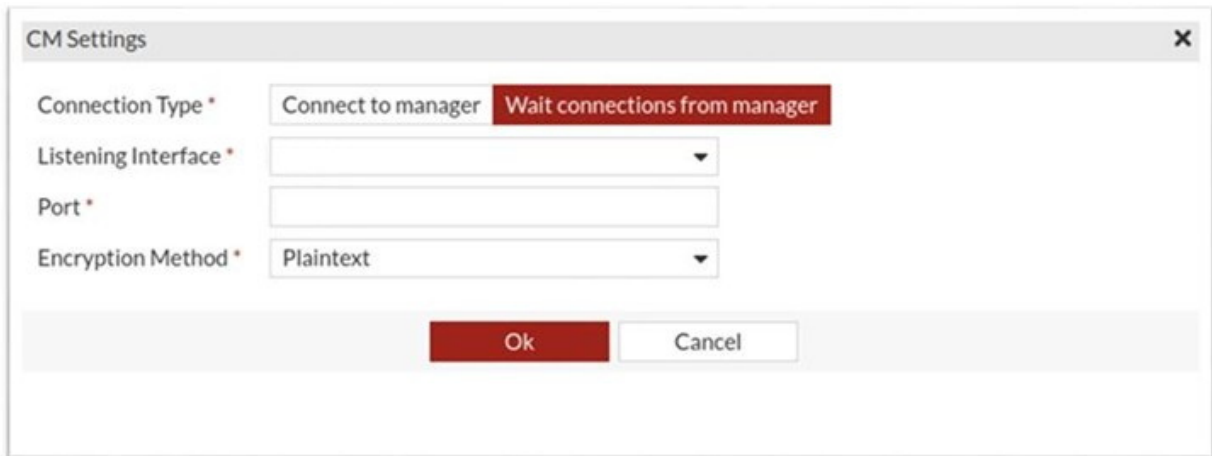 CM Settings
Connection Type * Connect to manager Wait connections from manager
Listening Interface *
Port *
Encryption Method * Plaintext
Ok Cancel